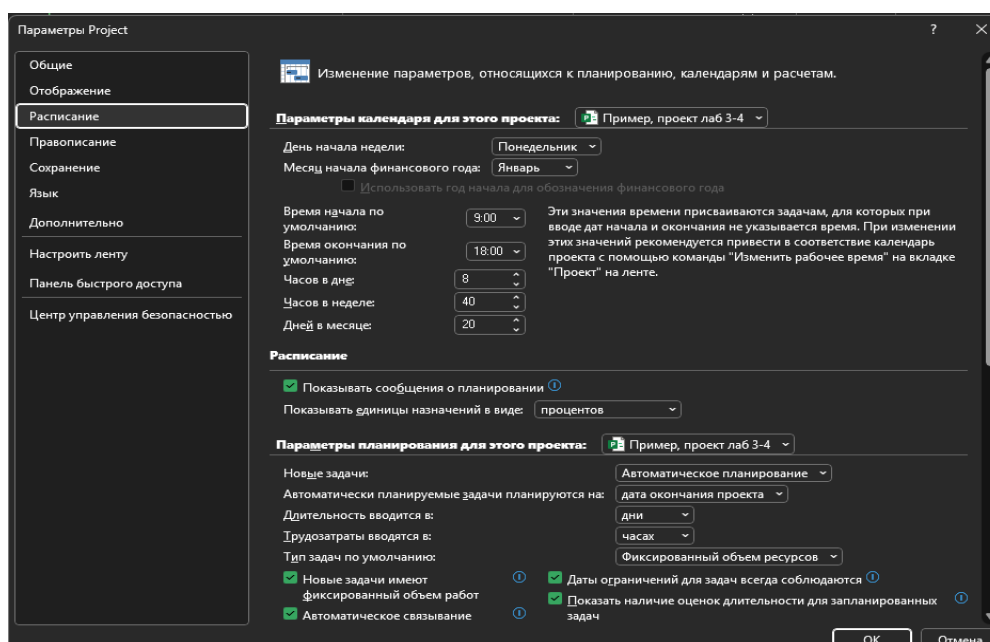 Параметры Project
?
Общие
Отображение
Расписание
Правописание
Сохранение
Язык
Дополнительно
Настроить ленту
Панель быстрого доступа
Центр управления безопасностью
Изменение параметров, относящихся к планированию, календарям и расчетам.
Параметры календаря для этого проекта: Пример, проект лаб 3-4
День начала недели: Понедельник
Месяц начала финансового года: Январь
Использовать год начала для обозначения финансового года
Время начала по умолчанию: 9:00
Время окончания по умолчанию: 18:00
Часов в дне: 8
Часов в неделе: 40
Дней в месяце: 20
Эти значения времени присваиваются задачам, для которых при
вводе дат начала и окончания не указывается время. При изменении
этих значений рекомендуется привести в соответствие календарь
проекта с помощью команды "Изменить рабочее время" на вкладке
"Проект" на ленте.
Расписание
Показывать сообщения о планировании
Показывать единицы назначений в виде: процентов
Параметры планирования для этого проекта: Пример, проект лаб 3-4
Новые задачи: Автоматическое планирование
Автоматически планируемые задачи планируются на: дата окончания проекта
Длительность вводится в: дни
Трудозатраты вводятся в: часах
Тип задач по умолчанию: Фиксированный объем ресурсов
Новые задачи имеют
фиксированный объем работ
Автоматическое связывание
Даты ограничений для задач всегда соблюдаются
Показать наличие оценок длительности для запланированных
задач
ОК
Отмена